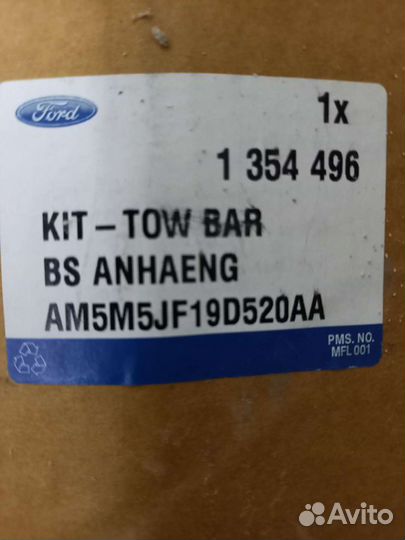 Ford
1x
1 354 496
KIT – TOW BAR
BS ANHAENG
AM5M5JF19D520AA
PMS. NO.
MFL 001
Avito